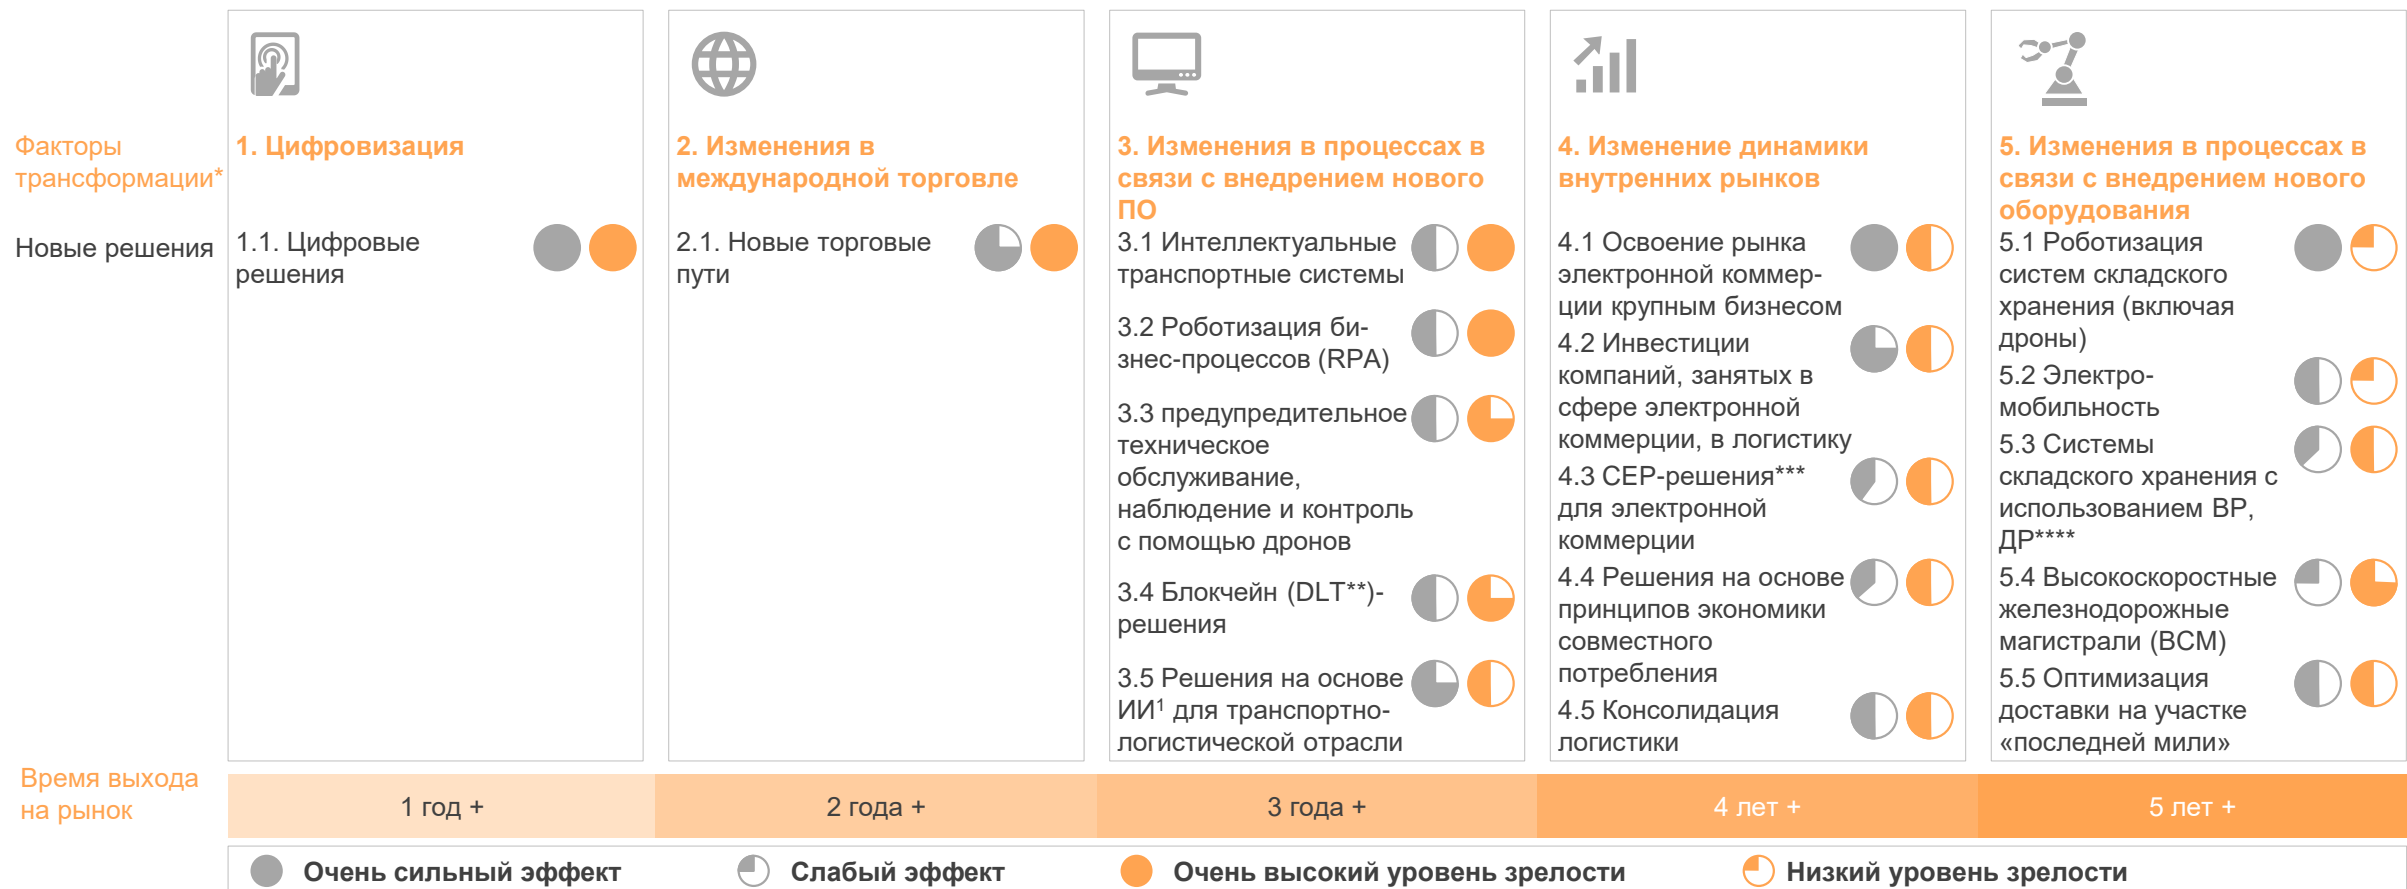 Факторы
трансформации*
1. Цифровизация
2. Изменения в
международной торговле
3. Изменения в процессах в
связи с внедрением нового
ПО
4. Изменение динамики
внутренних рынков
5. Изменения в процессах в
связи с внедрением нового
оборудования
Новые решения
1.1. Цифровые
решения
2.1. Новые торговые
пути
3.1 Интеллектуальные
транспортные системы
3.2 Роботизация би-
знес-процессов (RPA)
3.3 предупредительное
техническое
обслуживание,
наблюдение и контроль
с помощью дронов
3.4 Блокчейн (DLT**)-
решения
3.5 Решения на основе
ИИ¹ для транспортно-
логистической отрасли
4.1 Освоение рынка
электронной коммер-
ции крупным бизнесом
4.2 Инвестиции
компаний, занятых в
сфере электронной
коммерции, в логистику
4.3 СЕР-решения***
для электронной
коммерции
4.4 Решения на основе
принципов экономики
совместного
потребления
4.5 Консолидация
логистики
5.1 Роботизация
систем складского
хранения (включая
дроны)
5.2 Электро-
мобильность
5.3 Системы
складского хранения с
использованием ВР,
ДР****
5.4 Высокоскоростные
железнодорожные
магистрали (ВСМ)
5.5 Оптимизация
доставки на участке
«последней мили»
Время выхода
на рынок
1 год +
2 года +
3 года +
4 лет +
5 лет +
Очень сильный эффект
Слабый эффект
Очень высокий уровень зрелости
Низкий уровень зрелости